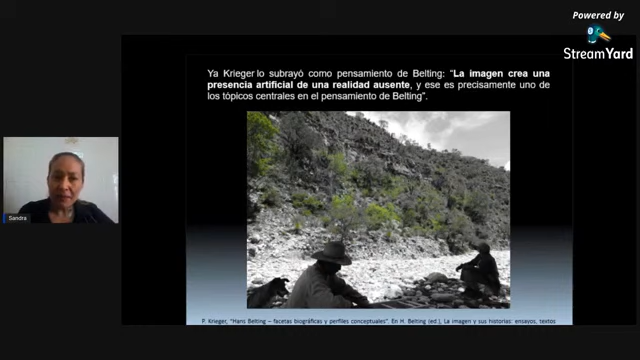 Powered by
StreamYard
Ya Krieger lo subrayó como pensamiento de Belting: "La imagen crea una
presencia artificial de una realidad ausente, y ese es precisamente uno de
los tópicos centrales en el pensamiento de Belting".
Sandra
P. Krieger, "Hans Belting – facetas biográficas y perfiles conceptuales". En H. Belting (ed.), La imagen y sus historias: ensayos, textos